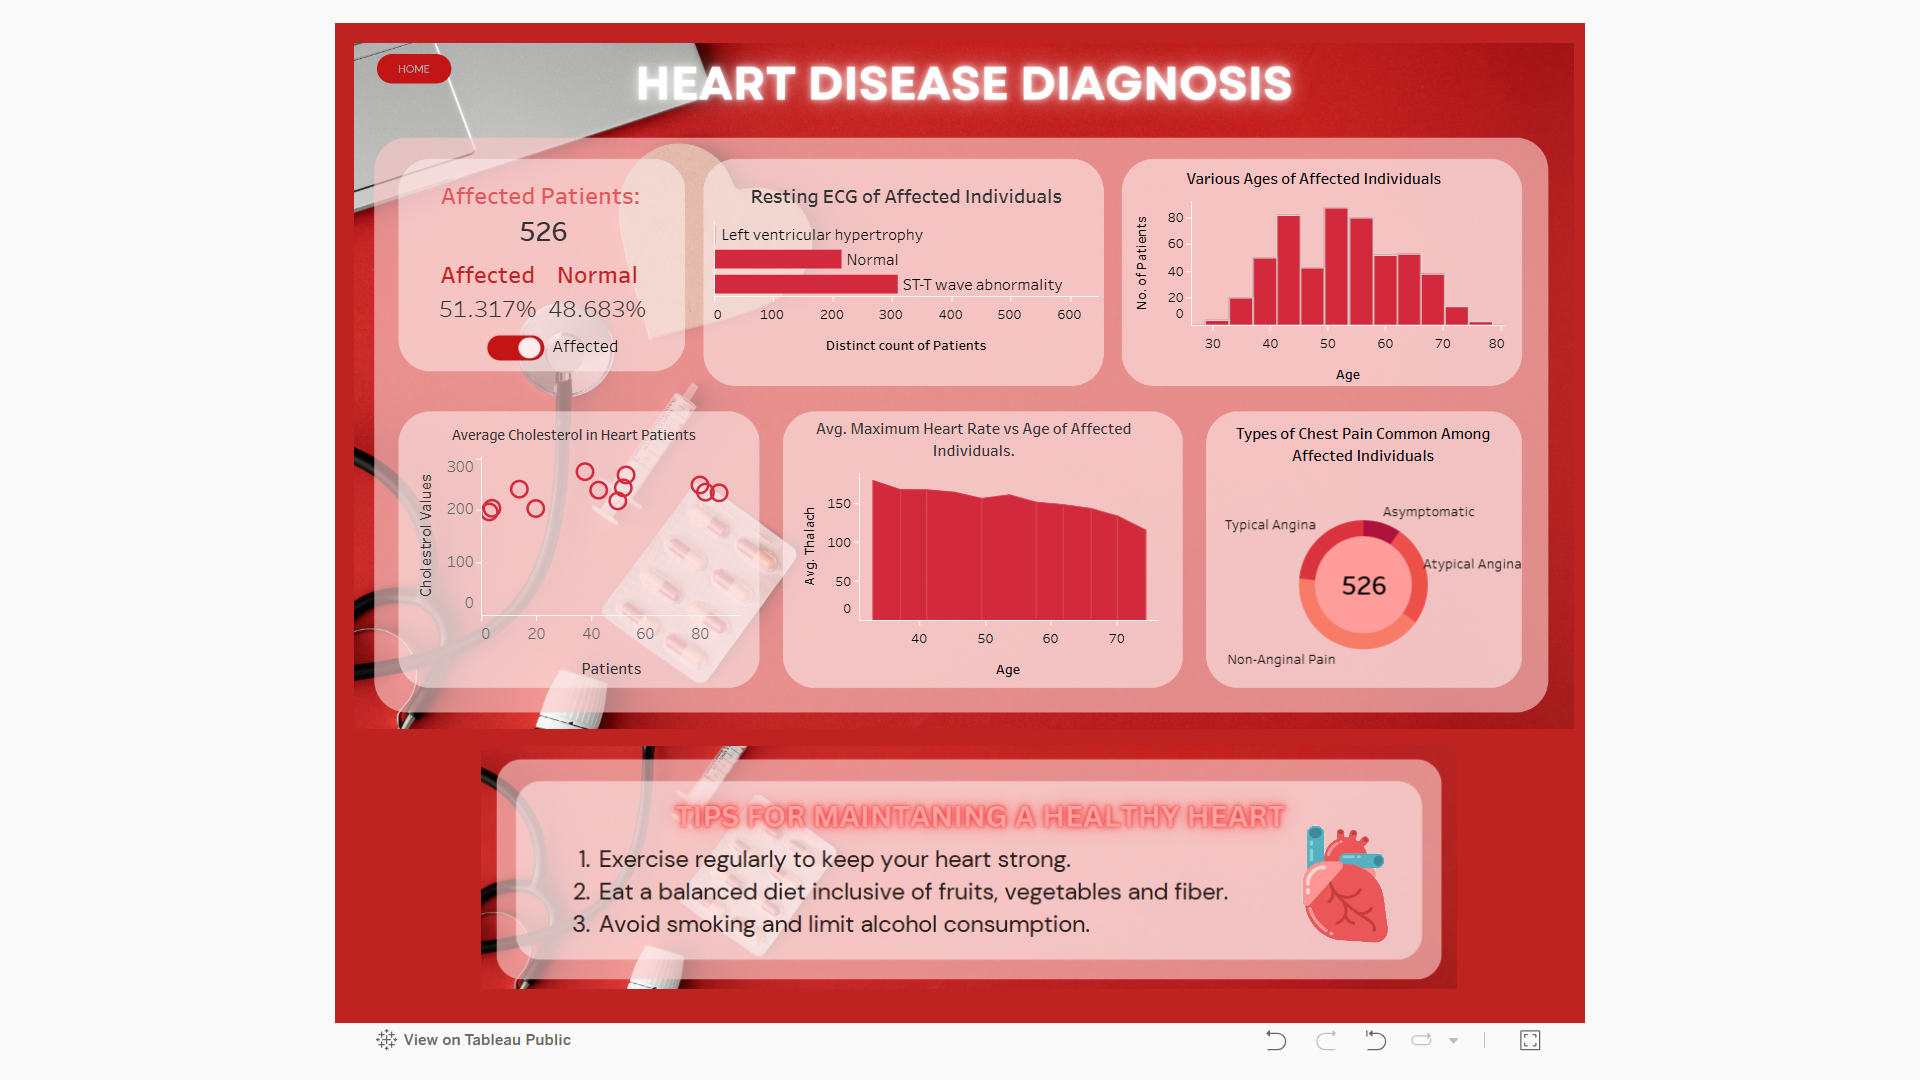 HOME
HEART DISEASE DIAGNOSIS
Affected Patients:
526
Affected Normal
51.317% 48.683%
Affected
Resting ECG of Affected Individuals
Left ventricular hypertrophy
Normal
ST-T wave abnormality
0 100 200 300 400 500 600
Distinct count of Patients
Various Ages of Affected Individuals
No. of Patients
80
60
40
20
0
30 40 50 60 70 80
Age
Average Cholesterol in Heart Patients
Cholestrol Values
300
200
100
0
0 20 40 60 80
Patients
Avg. Maximum Heart Rate vs Age of Affected
Individuals.
Avg. Thalach
150
100
50
0
40 50 60 70
Age
Types of Chest Pain Common Among
Affected Individuals
Asymptomatic
Typical Angina
Atypical Angina
526
Non-Anginal Pain
TIPS FOR MAINTANING A HEALTHY HEART
1. Exercise regularly to keep your heart strong.
2. Eat a balanced diet inclusive of fruits, vegetables and fiber.
3. Avoid smoking and limit alcohol consumption.
View on Tableau Public